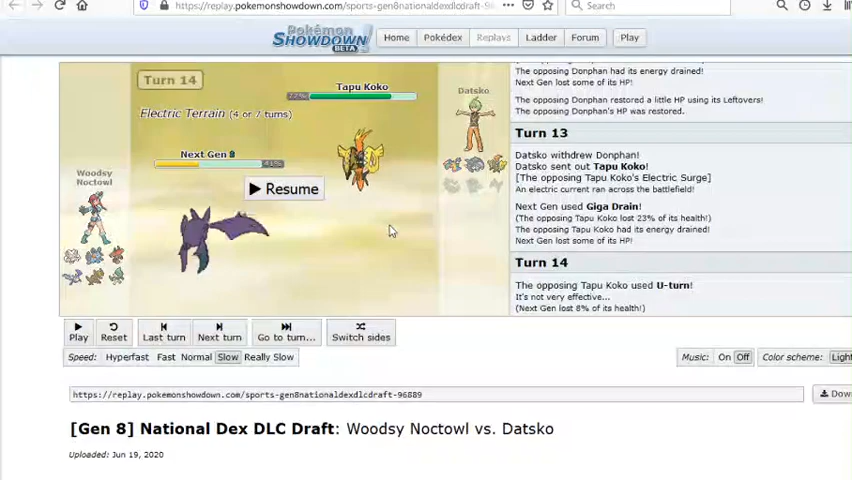 https://replay.pokemonshowdown.com/sports-gen8nationaldexdlcdraft-9
Search
Pokémon
SHOWDOWN!
BETA
Home
Pokédex
Replays
Ladder
Forum
Play
Turn 14
Electric Terrain (4 or 7 turns)
Tapu Koko
77%
Next Gen
41%
Resume
Woodsy
Noctowl
Datsko
The opposing Donphan had its energy drained!
Next Gen lost some of its HP!
The opposing Donphan restored a little HP using its Leftovers!
The opposing Donphan's HP was restored.
Turn 13
Datsko withdrew Donphan!
Datsko sent out Tapu Koko!
[The opposing Tapu Koko's Electric Surge]
An electric current ran across the battlefield!
Next Gen used Giga Drain!
(The opposing Tapu Koko lost 23% of its health!)
The opposing Tapu Koko had its energy drained!
Next Gen lost some of its HP!
Turn 14
The opposing Tapu Koko used U-turn!
It's not very effective...
(Next Gen lost 8% of its health!)
Play
Reset
Last turn
Next turn
Go to turn...
Switch sides
Speed: Hyperfast Fast Normal Slow Really Slow
Music: On Off
Color scheme: Light
https://replay.pokemonshowdown.com/sports-gen8nationaldexdlcdraft-96889
Dow
[Gen 8] National Dex DLC Draft: Woodsy Noctowl vs. Datsko
Uploaded: Jun 19, 2020